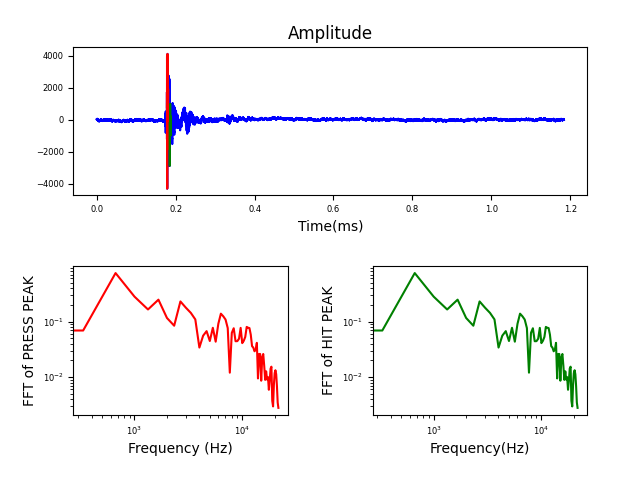 Amplitude
4000
2000
0
−2000
−4000
0.0 0.2 0.4 0.6 0.8 1.0 1.2
Time(ms)
FFT of PRESS PEAK
10⁻¹
10⁻²
10³ 10⁴
Frequency (Hz)
FFT of HIT PEAK
10⁻¹
10⁻²
10³ 10⁴
Frequency(Hz)